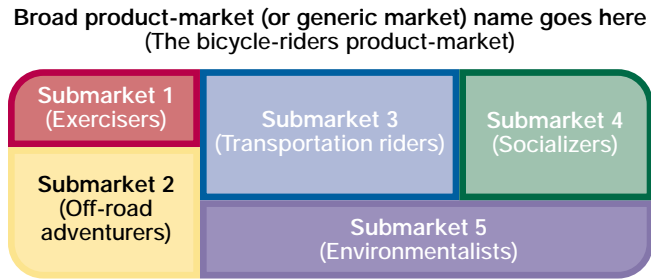 Broad product-market (or generic market) name goes here
(The bicycle-riders product-market)
Submarket 1
(Exercisers)
Submarket 2
(Off-road
adventurers)
Submarket 3
(Transportation riders)
Submarket 4
(Socializers)
Submarket 5
(Environmentalists)